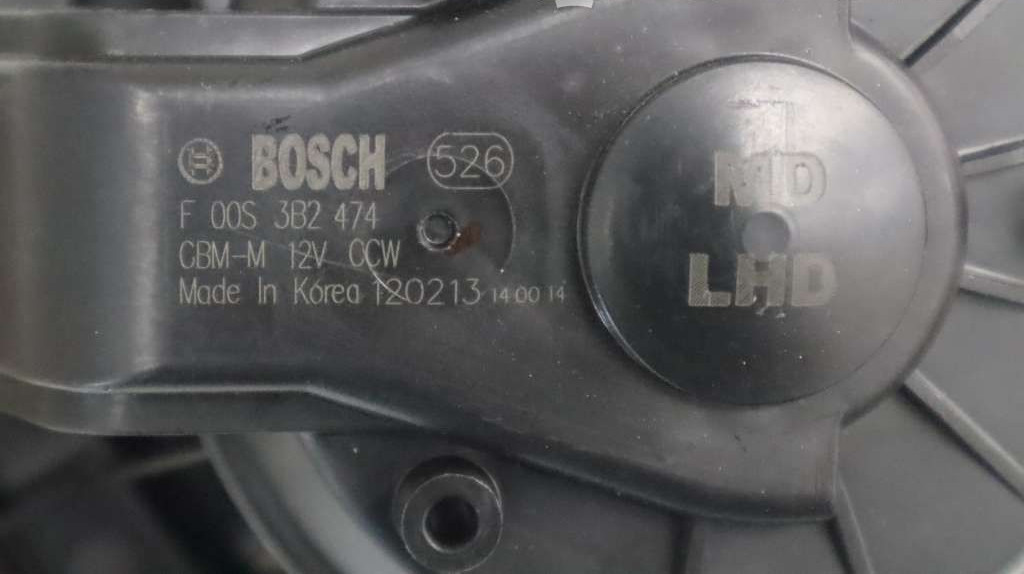 BOSCH 526
F 00S 3B2 474
CBM-M 12V CCW
Made In Korea 120213 14 00 14
MD
LHD